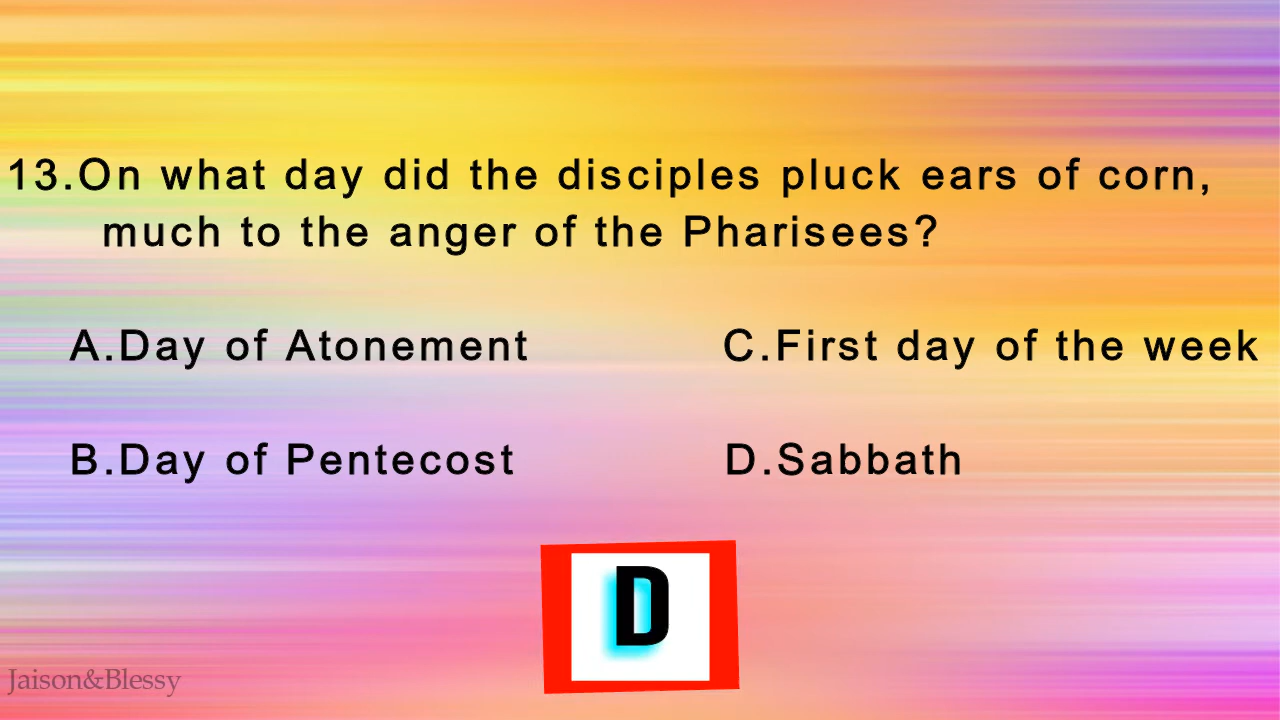 13.On what day did the disciples pluck ears of corn,
much to the anger of the Pharisees?
A.Day of Atonement
C.First day of the week
B.Day of Pentecost
D.Sabbath
D
Jaison&Blessy